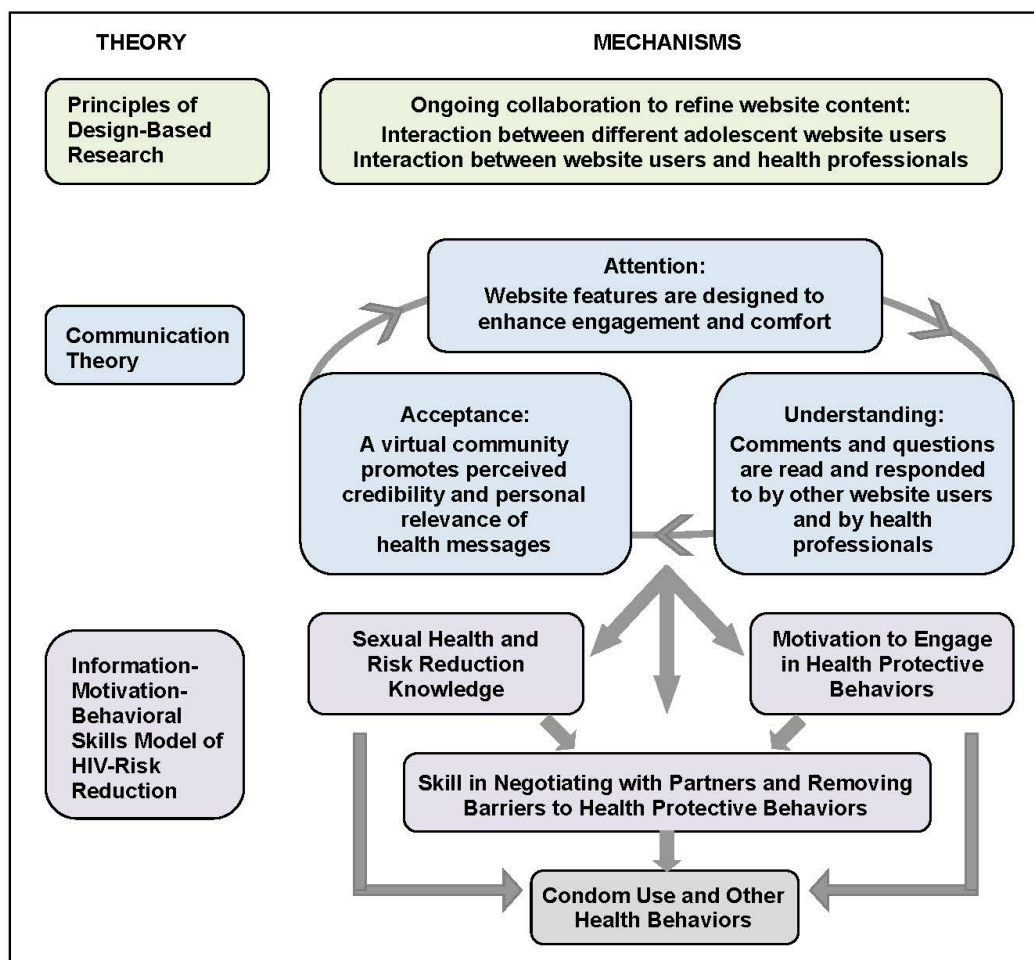 THEORY
MECHANISMS
Principles of
Design-Based
Research
Ongoing collaboration to refine website content:
Interaction between different adolescent website users
Interaction between website users and health professionals
Communication
Theory
Attention:
Website features are designed to
enhance engagement and comfort
Acceptance:
A virtual community
promotes perceived
credibility and personal
relevance of
health messages
Understanding:
Comments and questions
are read and responded
to by other website users
and by health
professionals
Information-
Motivation-
Behavioral
Skills Model of
HIV-Risk
Reduction
Sexual Health and
Risk Reduction
Knowledge
Motivation to Engage
in Health Protective
Behaviors
Skill in Negotiating with Partners and Removing
Barriers to Health Protective Behaviors
Condom Use and Other
Health Behaviors